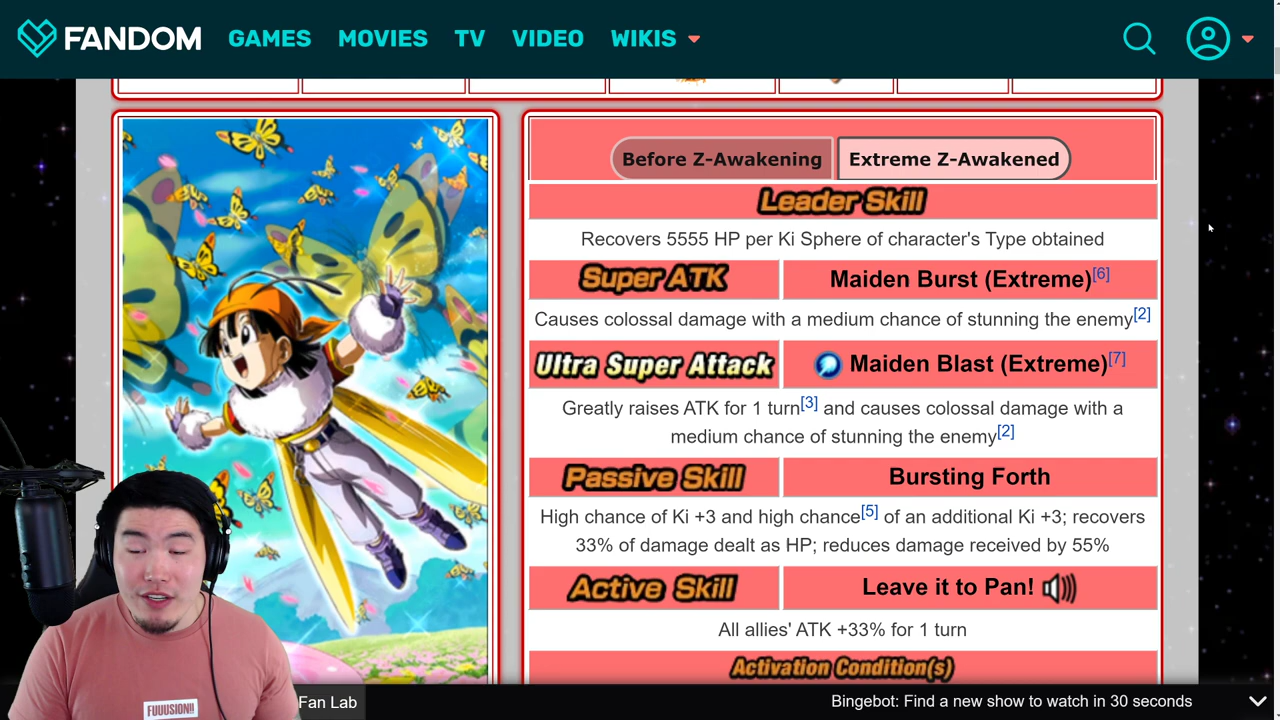 FANDOM GAMES MOVIES TV VIDEO WIKIS
Before Z-Awakening Extreme Z-Awakened
Leader Skill
Recovers 5555 HP per Ki Sphere of character's Type obtained
Super ATK Maiden Burst (Extreme)[6]
Causes colossal damage with a medium chance of stunning the enemy[2]
Ultra Super Attack Maiden Blast (Extreme)[7]
Greatly raises ATK for 1 turn[3] and causes colossal damage with a
medium chance of stunning the enemy[2]
Passive Skill Bursting Forth
High chance of Ki +3 and high chance[5] of an additional Ki +3; recovers
33% of damage dealt as HP; reduces damage received by 55%
Active Skill Leave it to Pan!
All allies' ATK +33% for 1 turn
Activation Condition(s)
FUUUSION!!
Fan Lab
Bingebot: Find a new show to watch in 30 seconds